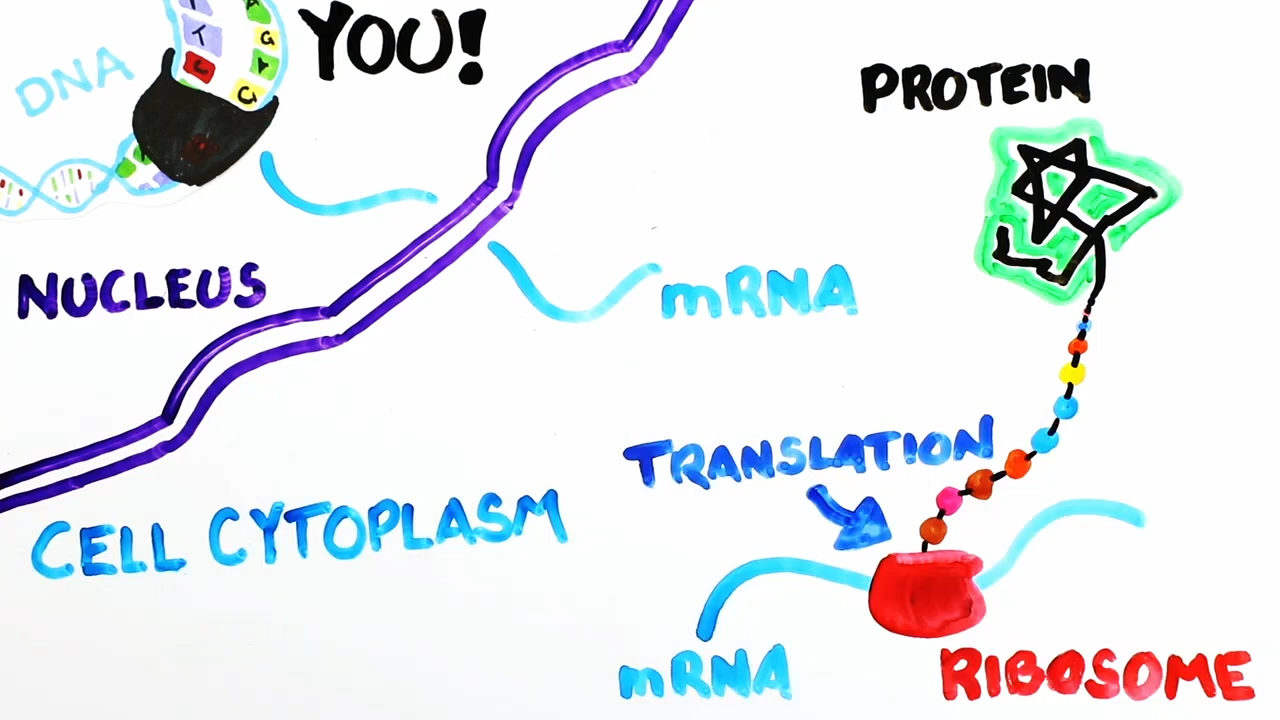 YOU!
DNA
PROTEIN
NUCLEUS
mRNA
TRANSLATION
CELL CYTOPLASM
mRNA
RIBOSOME